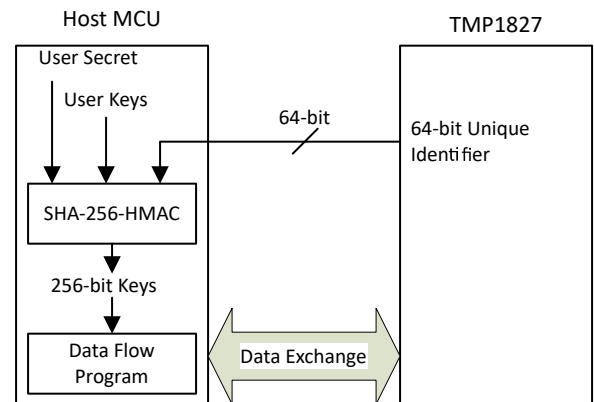 Host MCU
TMP1827
User Secret
User Keys
64-bit
64-bit Unique
Identifier
SHA-256-HMAC
256-bit Keys
Data Flow
Program
Data Exchange